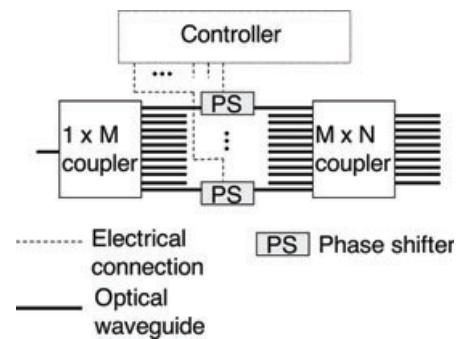 Controller
...
PS
1 x M
coupler
...
M x N
coupler
PS
Electrical
connection
PS Phase shifter
Optical
waveguide